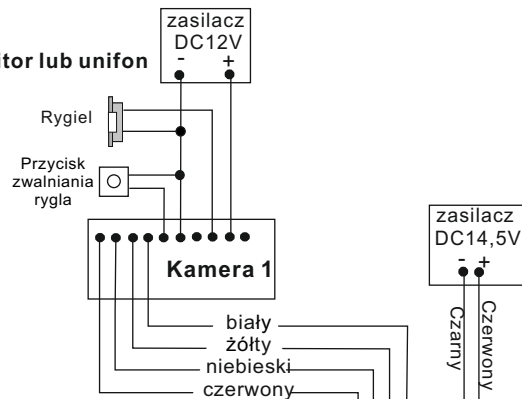 zasilacz
DC12V
- +
itor lub unifon
Rygiel
Przycisk
zwalniania
rygla
Kamera 1
zasilacz
DC14,5V
- +
Czarny
Czerwony
biały
żółty
niebieski
czerwony